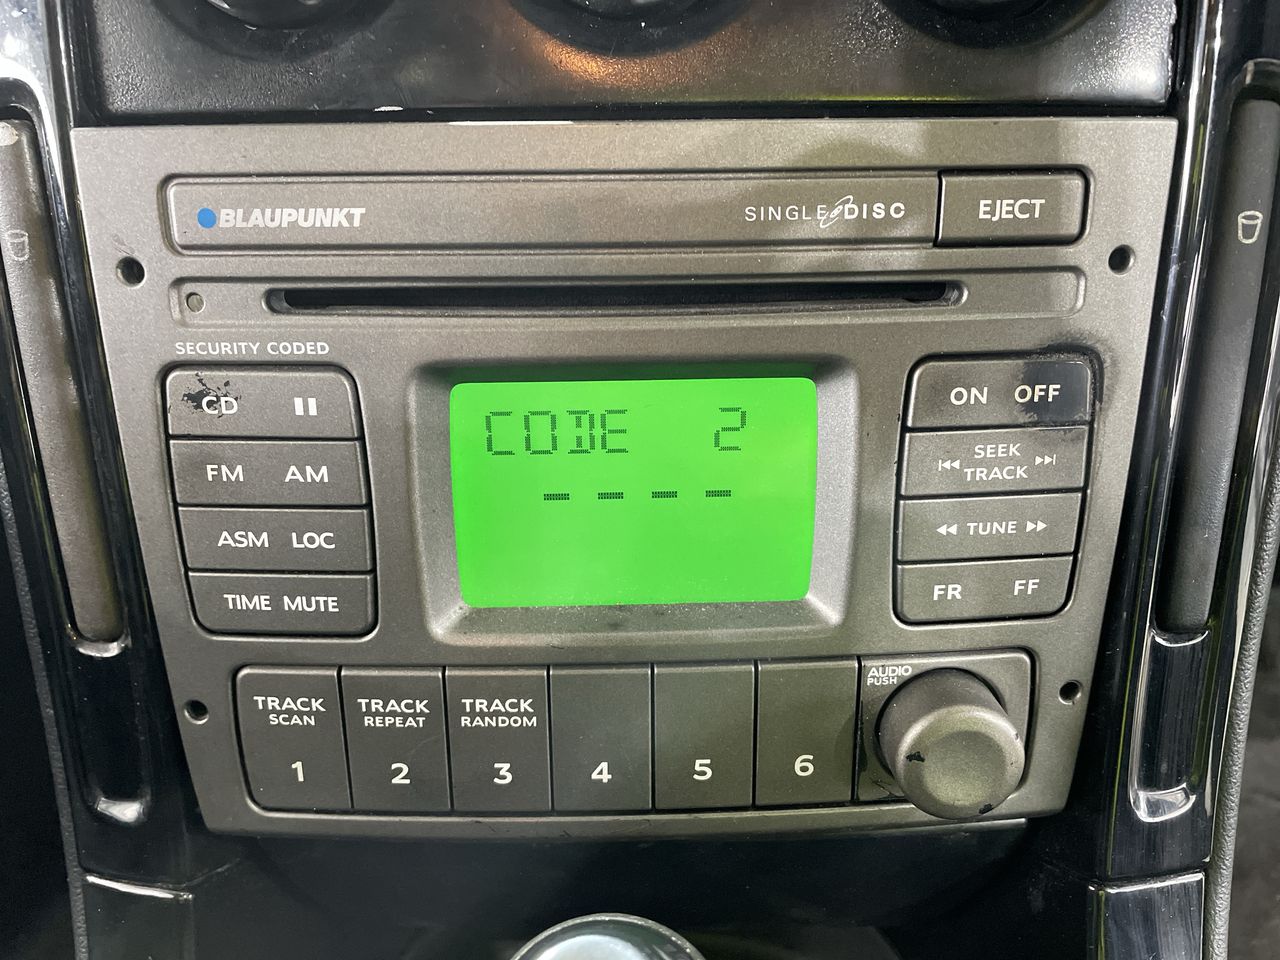 BLAUPUNKT
SINGLE DISC
EJECT
SECURITY CODED
CD
FM AM
ASM LOC
TIME MUTE
CODE 2
- - - -
ON OFF
SEEK
TRACK
TUNE
FR FF
TRACK SCAN 1
TRACK REPEAT 2
TRACK RANDOM 3
4
5
6
AUDIO
PUSH